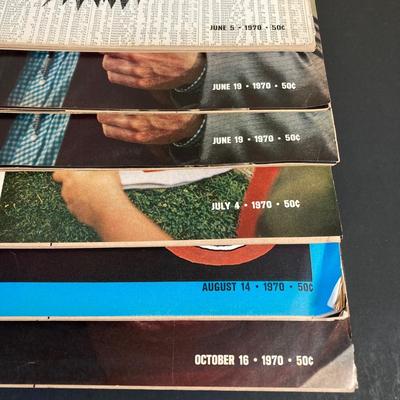 JUNE 5 • 1970 • 50¢
JUNE 19 • 1970 • 50¢
JUNE 19 • 1970 • 50¢
JULY 4 • 1970 • 50¢
AUGUST 14 • 1970 • 50¢
OCTOBER 16 • 1970 • 50¢